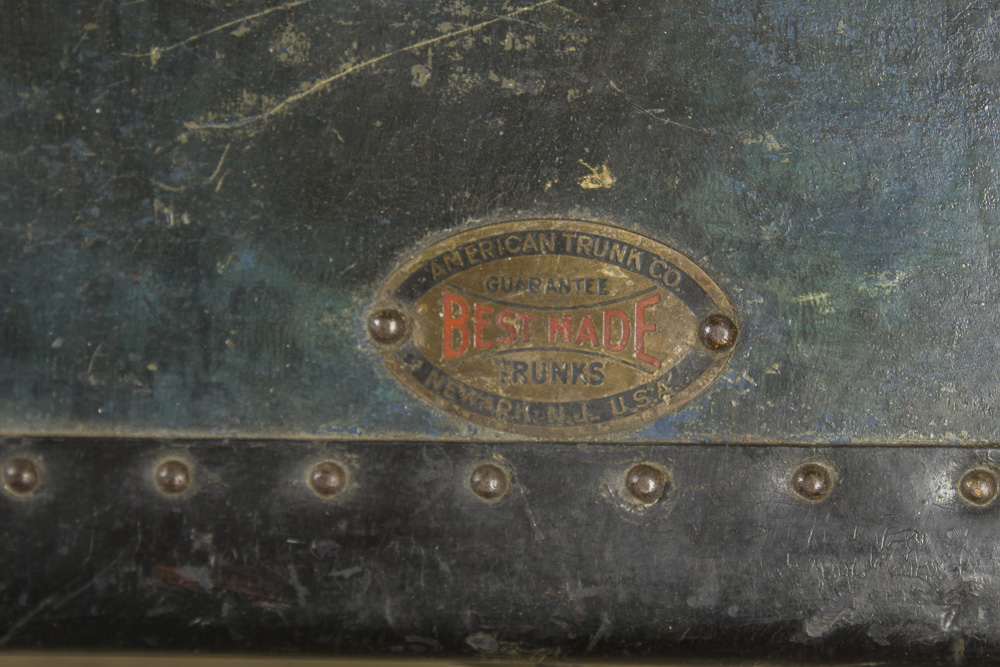 AMERICAN TRUNK CO.
GUARANTEE
BEST MADE
TRUNKS
NEWARK, N.J., U.S.A.